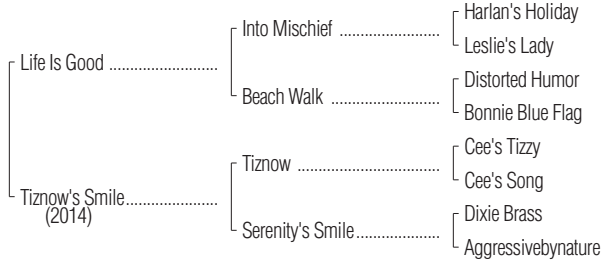 Harlan's Holiday
Into Mischief ....................
Leslie's Lady
Life Is Good ..........................
Distorted Humor
Beach Walk ......................
Bonnie Blue Flag
Cee's Tizzy
Tiznow .............................
Cee's Song
Tiznow's Smile......................
(2014)
Dixie Brass
Serenity's Smile.................
Aggressivebynature